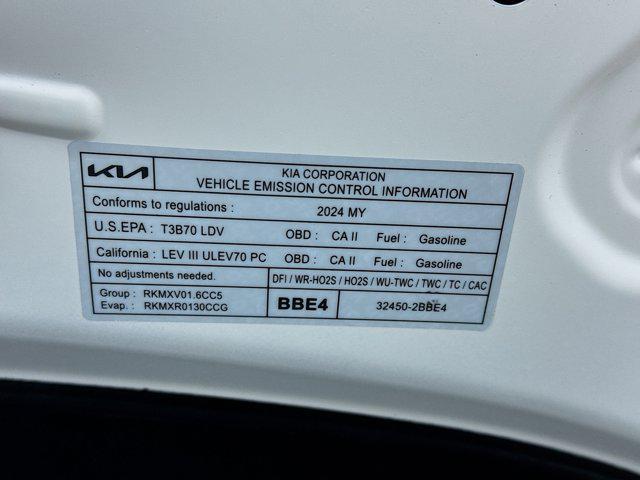 KIA
KIA CORPORATION
VEHICLE EMISSION CONTROL INFORMATION
Conforms to regulations : 2024 MY
U.S.EPA : T3B70 LDV OBD : CA II Fuel : Gasoline
California : LEV III ULEV70 PC OBD : CA II Fuel : Gasoline
No adjustments needed. DFI / WR-HO2S / HO2S / WU-TWC / TWC / TC / CAC
Group : RKMXV01.6CC5
Evap. : RKMXR0130CCG
BBE4
32450-2BBE4